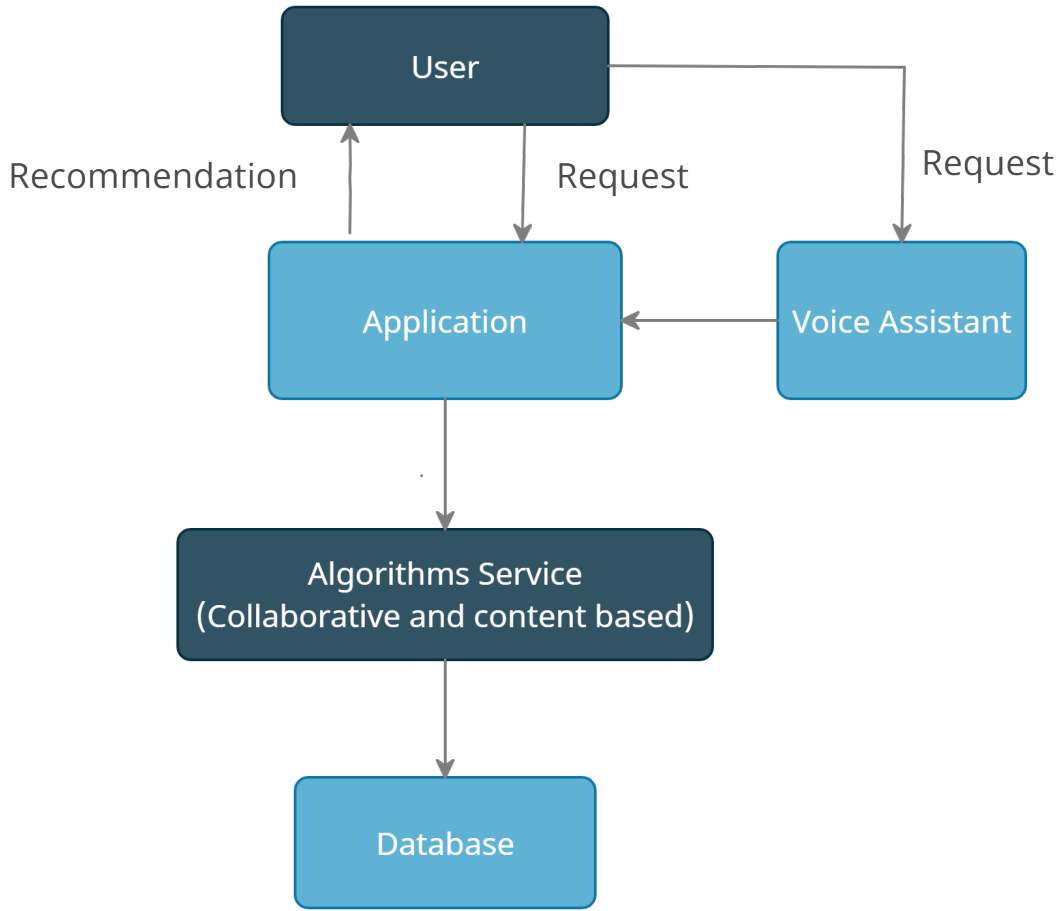 User
Recommendation
Request
Request
Application
Voice Assistant
Algorithms Service
(Collaborative and content based)
Database